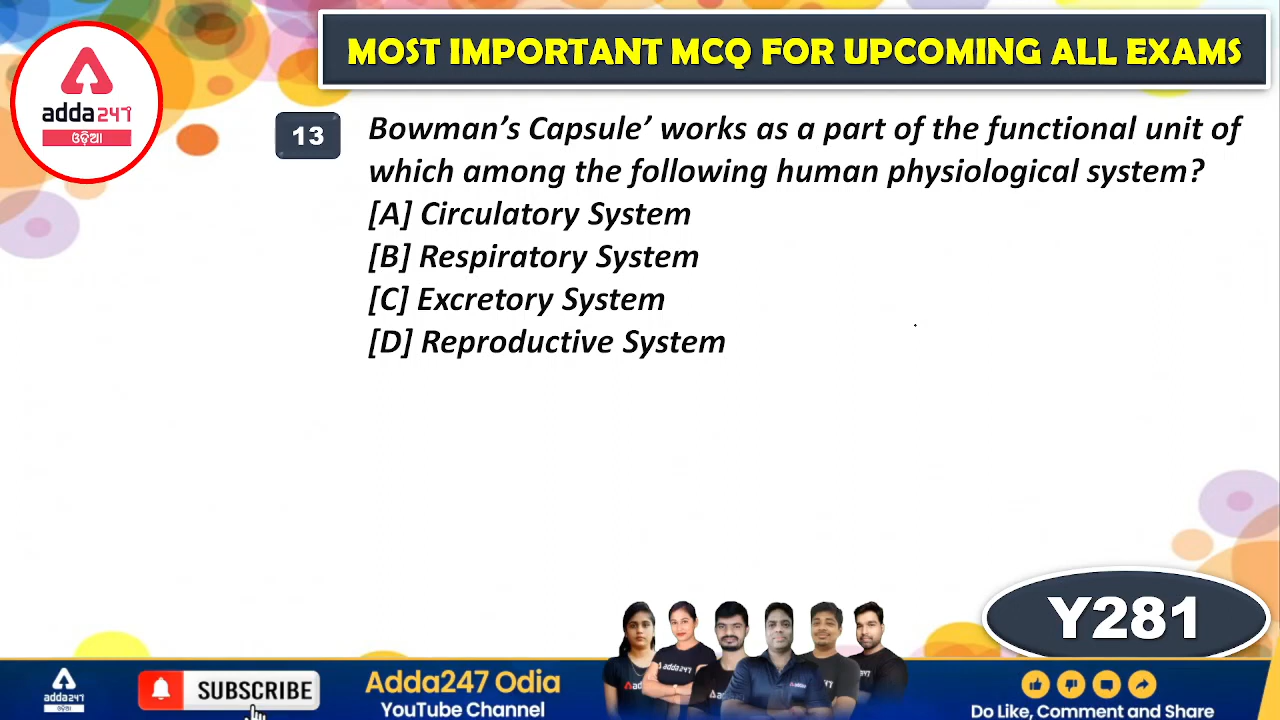 MOST IMPORTANT MCQ FOR UPCOMING ALL EXAMS
adda247
ଓଡ଼ିଆ
13
Bowman’s Capsule’ works as a part of the functional unit of
which among the following human physiological system?
[A] Circulatory System
[B] Respiratory System
[C] Excretory System
[D] Reproductive System
Y281
adda247
adda247
ଓଡ଼ିଆ
SUBSCRIBE
Adda247 Odia
YouTube Channel
Do Like, Comment and Share